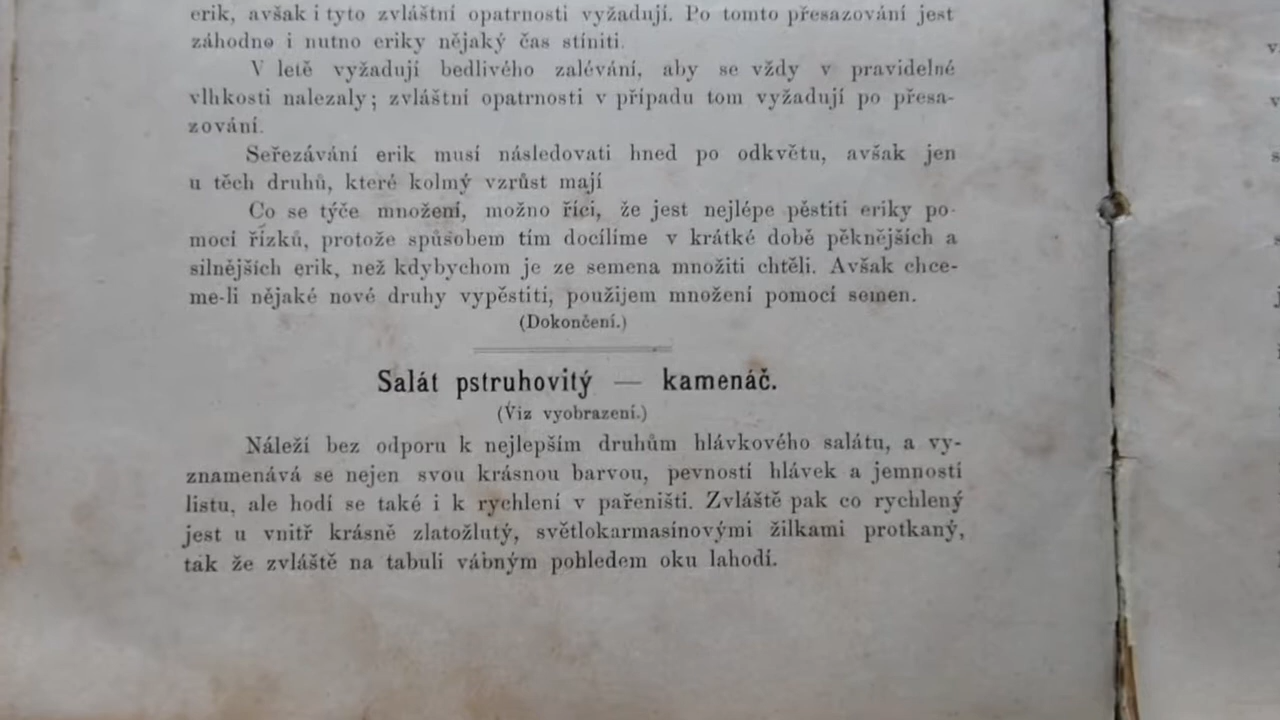 erik, avšak i tyto zvláštní opatrnosti vyžadují. Po tomto přesazování jest
záhodno i nutno eriky nějaký čas stíniti.
V letě vyžadují bedlivého zalévání, aby se vždy v pravidelné
vlhkosti nalezaly; zvláštní opatrnosti v případu tom vyžadují po přesa-
zování.
Seřezávání erik musí následovati hned po odkvětu, avšak jen
u těch druhů, které kolmý vzrůst mají
Co se týče množení, možno říci, že jest nejlépe pěstiti eriky po-
mocí řízků, protože spůsobem tím docílíme v krátké době pěknějších a
silnějších erik, než kdybychom je ze semena množiti chtěli. Avšak chce-
me-li nějaké nové druhy vypěstiti, použijem množení pomocí semen.
(Dokončení.)
Salát pstruhovitý — kamenáč.
(Viz vyobrazení.)
Náleží bez odporu k nejlepším druhům hlávkového salátu, a vy-
znamenává se nejen svou krásnou barvou, pevností hlávek a jemností
listu, ale hodí se také i k rychlení v pařeništi. Zvláště pak co rychlený
jest u vnitř krásně zlatožlutý, světlokarmasínovými žilkami protkaný,
tak že zvláště na tabuli vábným pohledem oku lahodí.